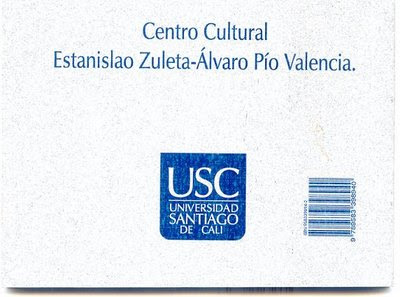 Centro Cultural
Estanislao Zuleta-Álvaro Pío Valencia.
USC
UNIVERSIDAD
SANTIAGO
DE CALI